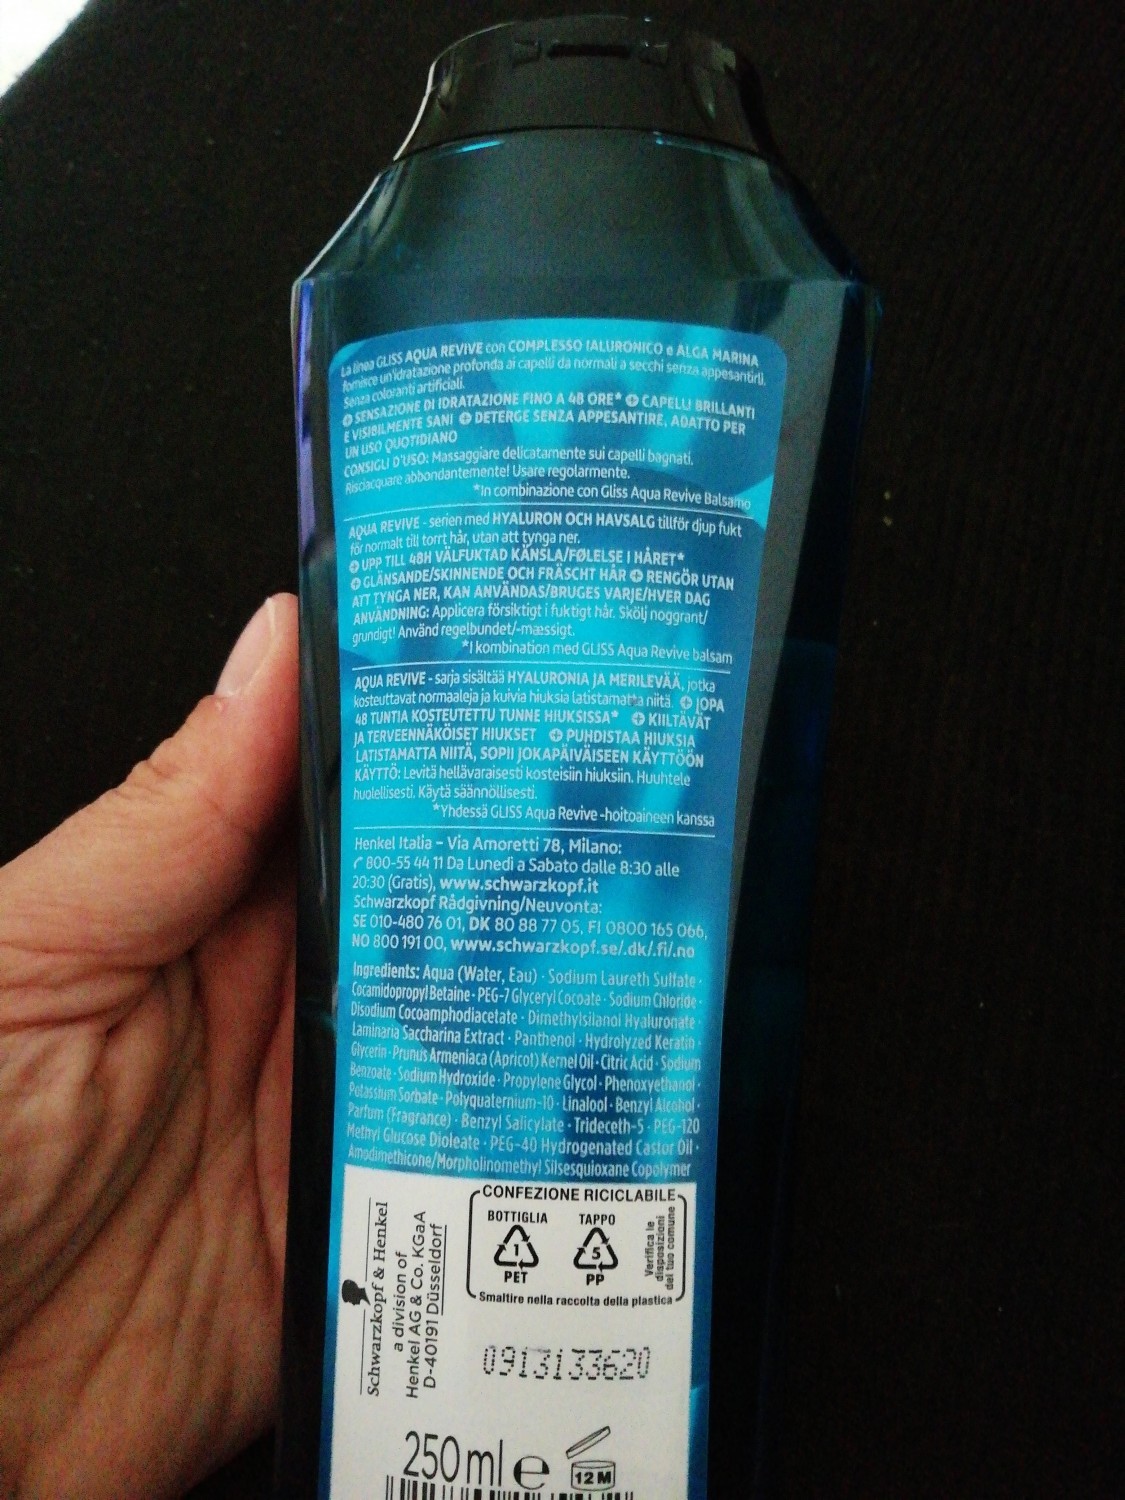 La linea GLISS AQUA REVIVE con COMPLESSO IALURONICO e ALGA MARINA
fornisce un'idratazione profonda ai capelli da normali a secchi senza appesantirli.
Senza coloranti artificiali.
+ SENSAZIONE DI IDRATAZIONE FINO A 48 ORE* + CAPELLI BRILLANTI
E VISIBILMENTE SANI + DETERGE SENZA APPESANTIRE, ADATTO PER
UN USO QUOTIDIANO
CONSIGLI D'USO: Massaggiare delicatamente sui capelli bagnati.
Risciacquare abbondantemente! Usare regolarmente.
*In combinazione con Gliss Aqua Revive Balsamo
AQUA REVIVE - serien med HYALURON OCH HAVSALG tillför djup fukt
för normalt till torrt hår, utan att tynga ner.
+ UPP TILL 48H VÄLFUKTAD KÄNSLA/FØLELSE I HÅRET*
+ GLÄNSANDE/SKINNENDE OCH FRÄSCHT HÅR + RENGÖR UTAN
ATT TYNGA NER, KAN ANVÄNDAS/BRUGES VARJE/HVER DAG
ANVÄNDNING: Applicera försiktigt i fuktigt hår. Skölj noggrant/
grundigt! Använd regelbundet/-mæssigt.
*I kombination med GLISS Aqua Revive balsam
AQUA REVIVE - sarja sisältää HYALURONIA JA MERILEVÄÄ, jotka
kosteuttavat normaaleja ja kuivia hiuksia latistamatta niitä. + JOPA
48 TUNTIA KOSTEUTETTU TUNNE HIUKSISSA* + KIILTÄVÄT
JA TERVEENNÄKÖISET HIUKSET + PUHDISTAA HIUKSIA
LATISTAMATTA NIITÄ, SOPII JOKAPÄIVÄISEEN KÄYTTÖÖN
KÄYTTÖ: Levitä hellävaraisesti kosteisiin hiuksiin. Huuhtele
huolellisesti. Käytä säännöllisesti.
*Yhdessä GLISS Aqua Revive -hoitoaineen kanssa
Henkel Italia – Via Amoretti 78, Milano:
800-55 44 11 Da Lunedì a Sabato dalle 8:30 alle
20:30 (Gratis), www.schwarzkopf.it
Schwarzkopf Rådgivning/Neuvonta:
SE 010-480 76 01, DK 80 88 77 05, FI 0800 165 066,
NO 800 191 00, www.schwarzkopf.se/.dk/.fi/.no
Ingredients: Aqua (Water, Eau) · Sodium Laureth Sulfate ·
Cocamidopropyl Betaine · PEG-7 Glyceryl Cocoate · Sodium Chloride ·
Disodium Cocoamphodiacetate · Dimethylsilanol Hyaluronate ·
Laminaria Saccharina Extract · Panthenol · Hydrolyzed Keratin ·
Glycerin · Prunus Armeniaca (Apricot) Kernel Oil · Citric Acid · Sodium
Benzoate · Sodium Hydroxide · Propylene Glycol · Phenoxyethanol ·
Potassium Sorbate · Polyquaternium-10 · Linalool · Benzyl Alcohol ·
Parfum (Fragrance) · Benzyl Salicylate · Trideceth-5 · PEG-120
Methyl Glucose Dioleate · PEG-40 Hydrogenated Castor Oil ·
Amodimethicone/Morpholinomethyl Silsesquioxane Copolymer
Schwarzkopf & Henkel
a division of
Henkel AG & Co. KGaA
D-40191 Düsseldorf
CONFEZIONE RICICLABILE
BOTTIGLIA TAPPO
1 5
PET PP
Verifica le
disposizioni
del tuo comune
Smaltire nella raccolta della plastica
0913133620
250 ml e
12 M